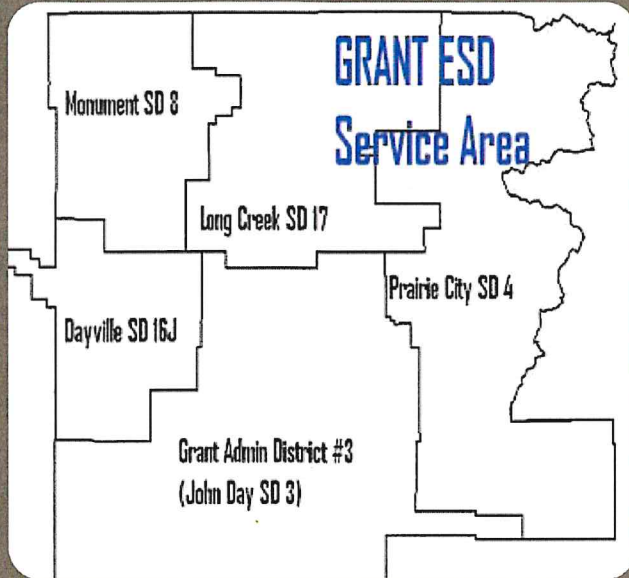 GRANT ESD
Service Area
Monument SD 8
Long Creek SD 17
Prairie City SD 4
Dayville SD 16J
Grant Admin District #3
(John Day SD 3)